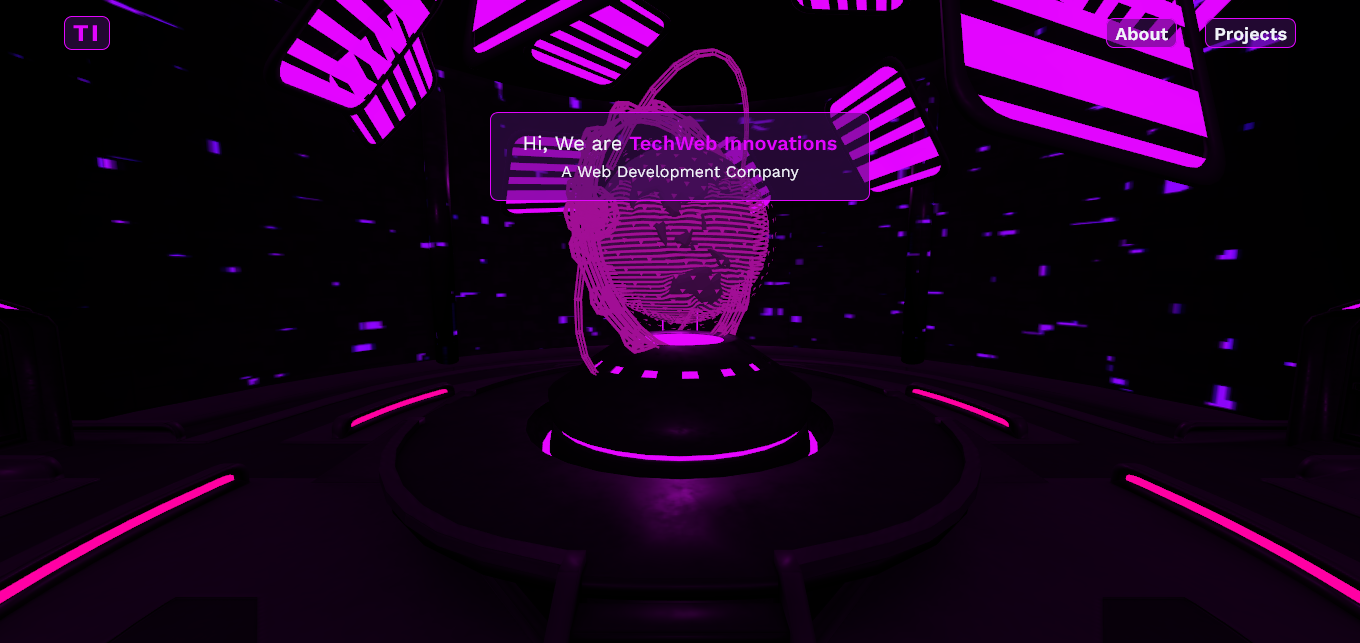 TI
About
Projects
Hi, We are TechWeb Innovations
A Web Development Company